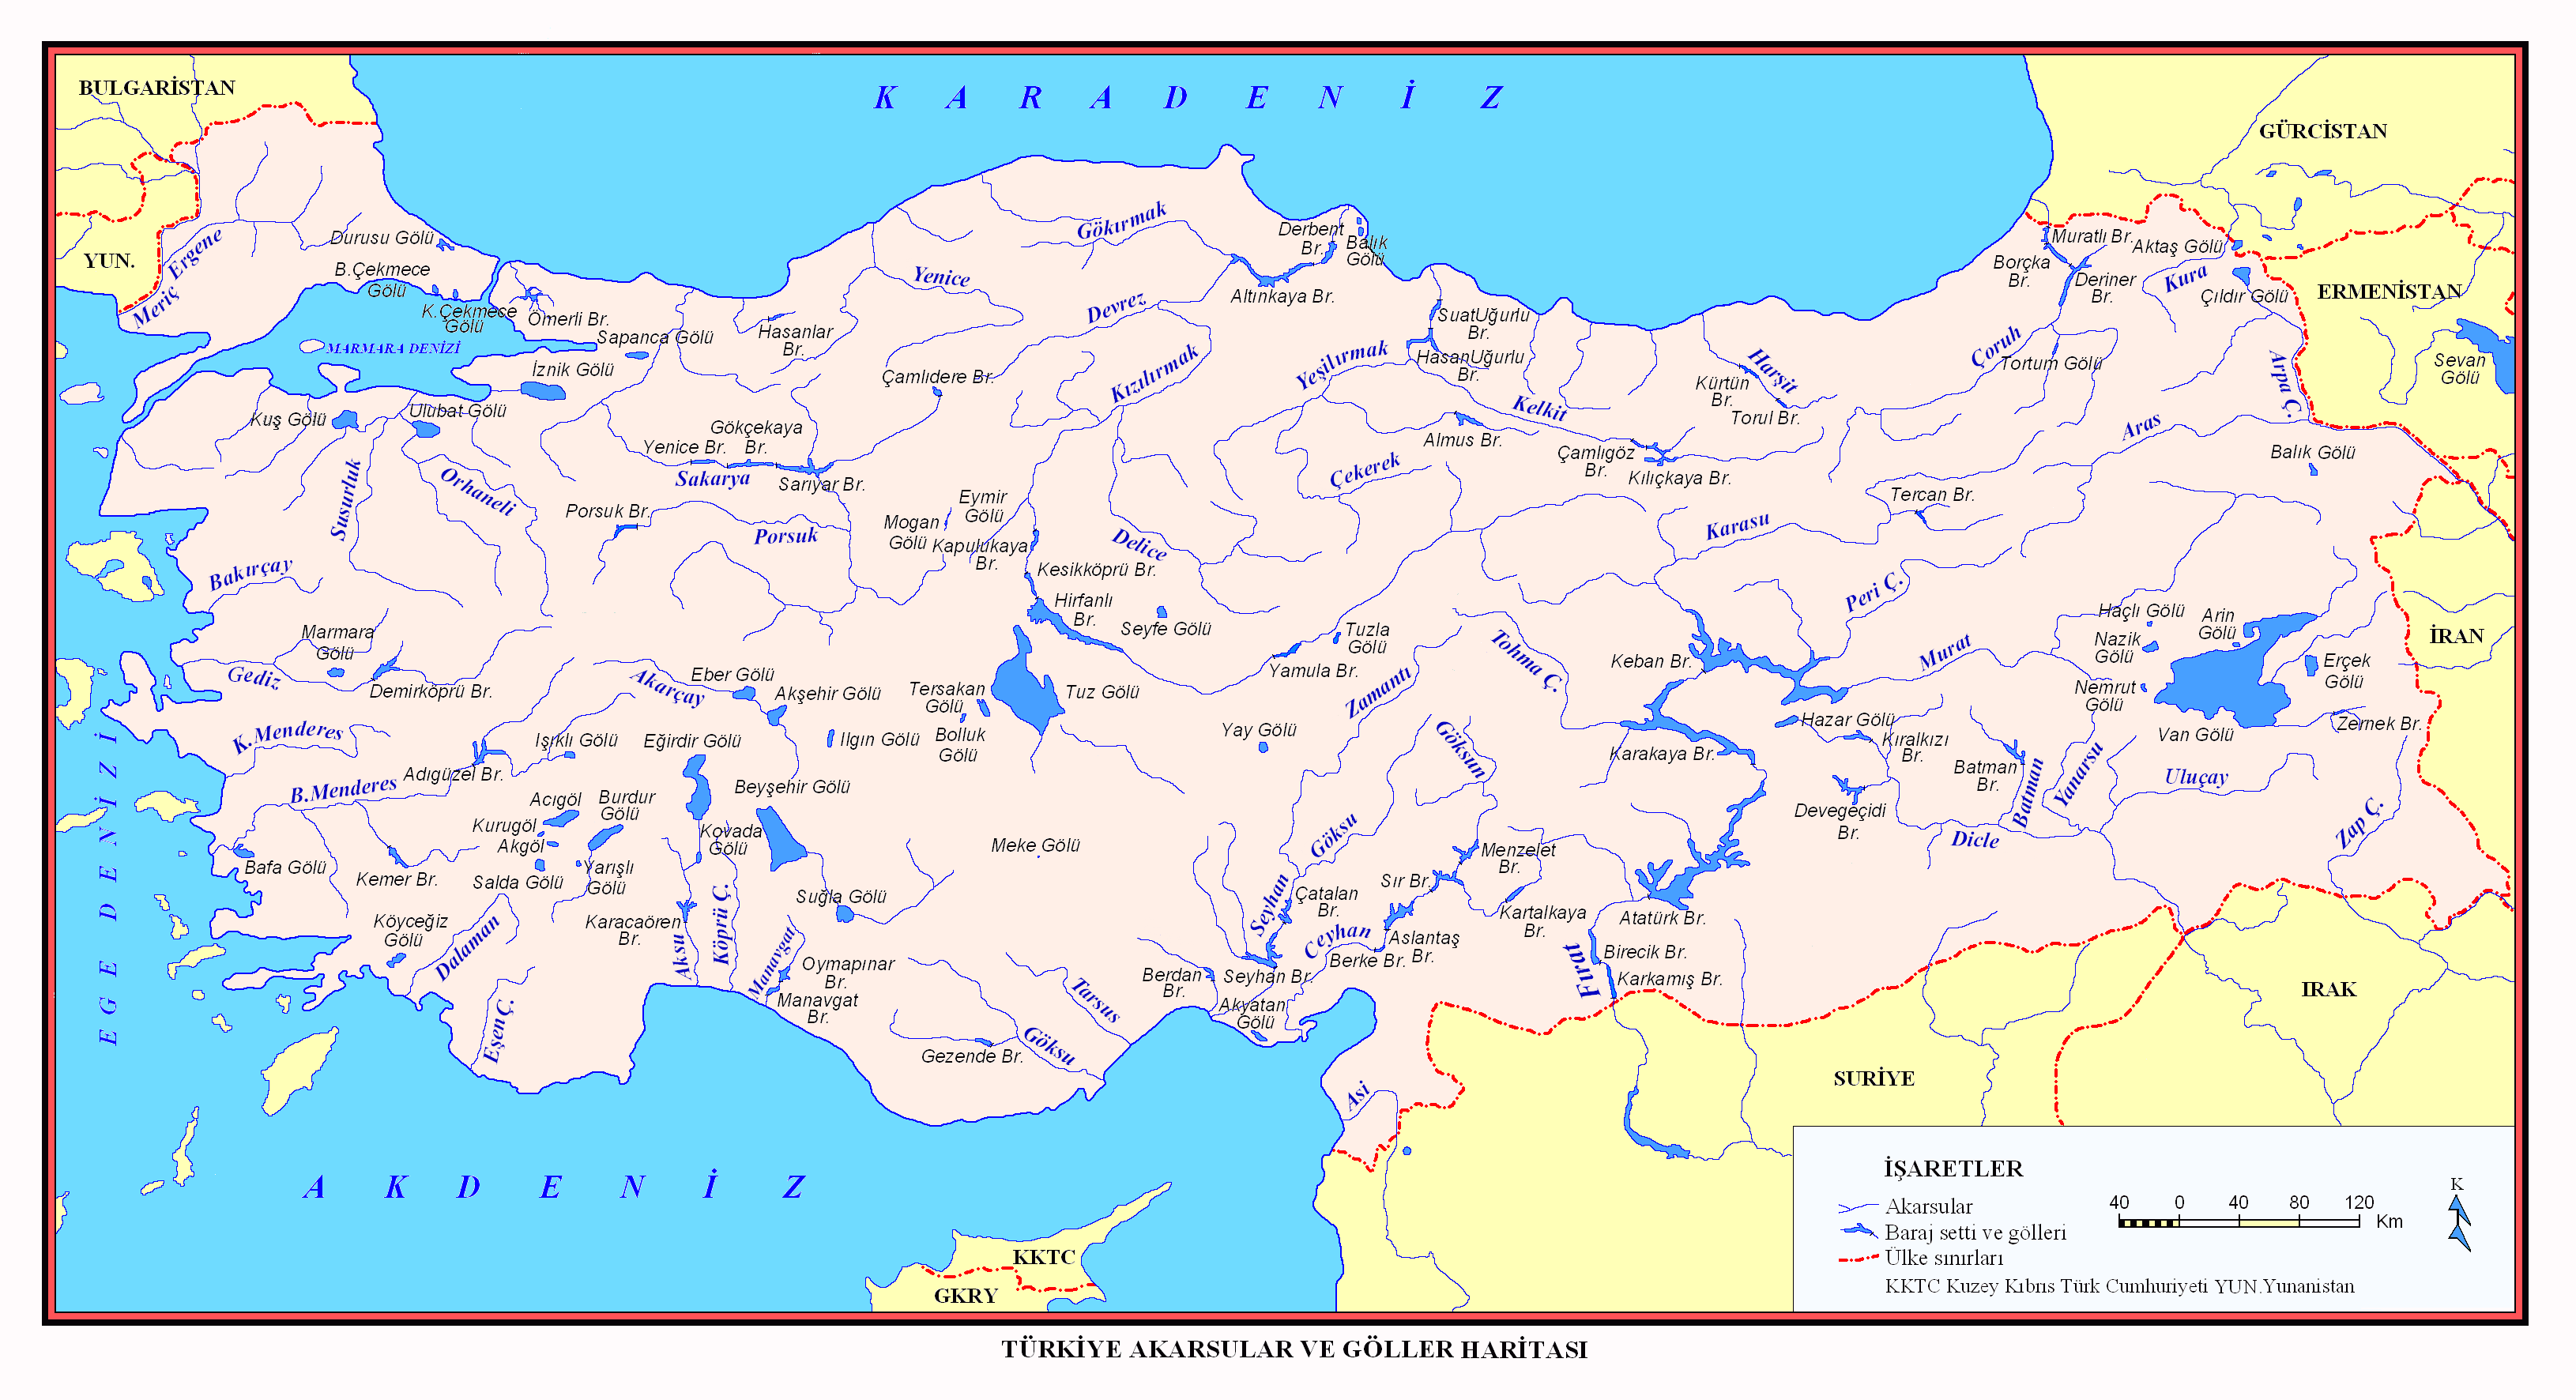 BULGARİSTAN
K A R A D E N İ Z
GÜRCİSTAN
YUN.
Ergene
Meriç
Durusu Gölü
B.Çekmece
Gölü
K.Çekmece
Gölü
Ömerli Br.
MARMARA DENİZİ
Sapanca Gölü
İznik Gölü
Hasanlar
Br.
Yenice
Gökırmak
Devrez
Derbent
Br.
Balık
Gölü
Altınkaya Br.
SuatUğurlu
Br.
HasanUğurlu
Br.
Muratlı Br.
Aktaş Gölü
Borçka
Br.
Deriner
Br.
Kura
Çıldır Gölü
ERMENİSTAN
Sevan
Gölü
Kuş Gölü
Ulubat Gölü
Çamlıdere Br.
Kızılırmak
Yeşilırmak
Kelkit
Harşit
Kürtün
Br.
Torul Br.
Çoruh
Tortum Gölü
Arpa Ç.
Aras
Balık Gölü
Susurluk
Orhaneli
Gökçekaya
Yenice Br.
Br.
Sakarya
Sarıyar Br.
Porsuk Br.
Porsuk
Eymir
Gölü
Mogan
Gölü
Kapulukaya
Br.
Almus Br.
Çekerek
Çamlıgöz
Br.
Kılıçkaya Br.
Tercan Br.
Karasu
Bakırçay
Delice
Kesikköprü Br.
Hirfanlı
Br.
Seyfe Gölü
Tuzla
Gölü
Yamula Br.
Peri Ç.
Haçlı Gölü
Arin
Gölü
Nazik
Gölü
İRAN
Marmara
Gölü
Gediz
Demirköprü Br.
Akarçay
Eber Gölü
Akşehir Gölü
Tersakan
Gölü
Tuz Gölü
Zamantı
Tohma Ç.
Keban Br.
Murat
Nemrut
Gölü
Erçek
Gölü
Van Gölü
Zernek Br.
K.Menderes
Işıklı Gölü
Eğirdir Gölü
Ilgın Gölü
Bolluk
Gölü
Yay Gölü
Göksun
Karakaya Br.
Hazar Gölü
Kıralkızı
Br.
Batman
Br.
Batman
Yanarsu
Uluçay
B.Menderes
Adıgüzel Br.
Beyşehir Gölü
Acıgöl
Burdur
Gölü
Kurugöl
Akgöl
Kovada
Gölü
Meke Gölü
Göksu
Menzelet
Br.
Devegeçidi
Br.
Dicle
Zap Ç.
Bafa Gölü
Kemer Br.
Salda Gölü
Yarışlı
Gölü
Suğla Gölü
Seyhan
Çatalan
Br.
Sır Br.
Kartalkaya
Br.
Atatürk Br.
Köyceğiz
Gölü
Dalaman
Karacaören
Br.
Aksu
Köprü Ç.
Manavgat
Oymapınar
Br.
Manavgat
Br.
Ceyhan
Aslantaş
Br.
Berke Br.
Berdan
Br.
Seyhan Br.
Akyatan
Gölü
Fırat
Birecik Br.
Karkamış Br.
IRAK
EGE DENİZİ
Eşen Ç.
Gezende Br.
Göksu
Tarsus
Asi
SURİYE
A K D E N İ Z
KKTC
GKRY
İŞARETLER
Akarsular
Baraj setti ve gölleri
Ülke sınırları
KKTC Kuzey Kıbrıs Türk Cumhuriyeti YUN.Yunanistan
40 0 40 80 120
Km
K
TÜRKİYE AKARSULAR VE GÖLLER HARİTASI